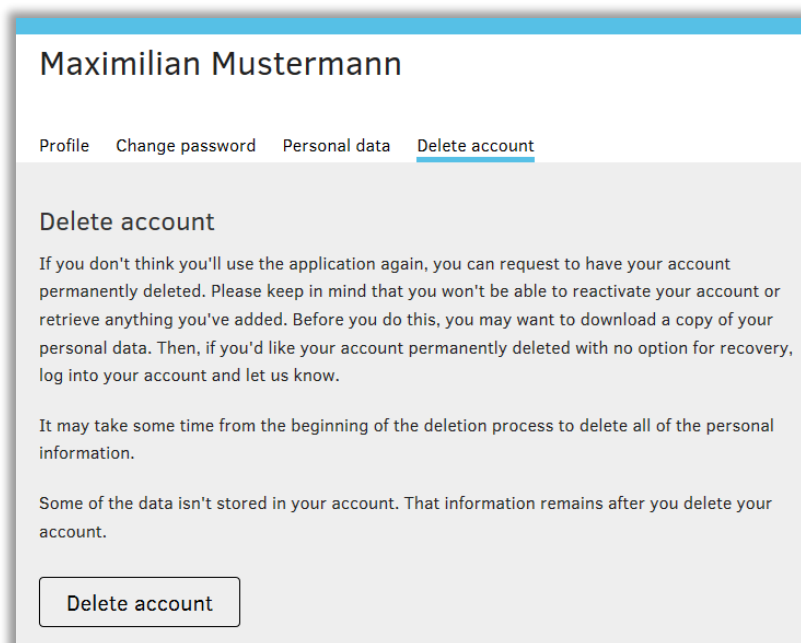 Maximilian Mustermann
Profile Change password Personal data Delete account
Delete account
If you don't think you'll use the application again, you can request to have your account
permanently deleted. Please keep in mind that you won't be able to reactivate your account or
retrieve anything you've added. Before you do this, you may want to download a copy of your
personal data. Then, if you'd like your account permanently deleted with no option for recovery,
log into your account and let us know.
It may take some time from the beginning of the deletion process to delete all of the personal
information.
Some of the data isn't stored in your account. That information remains after you delete your
account.
Delete account